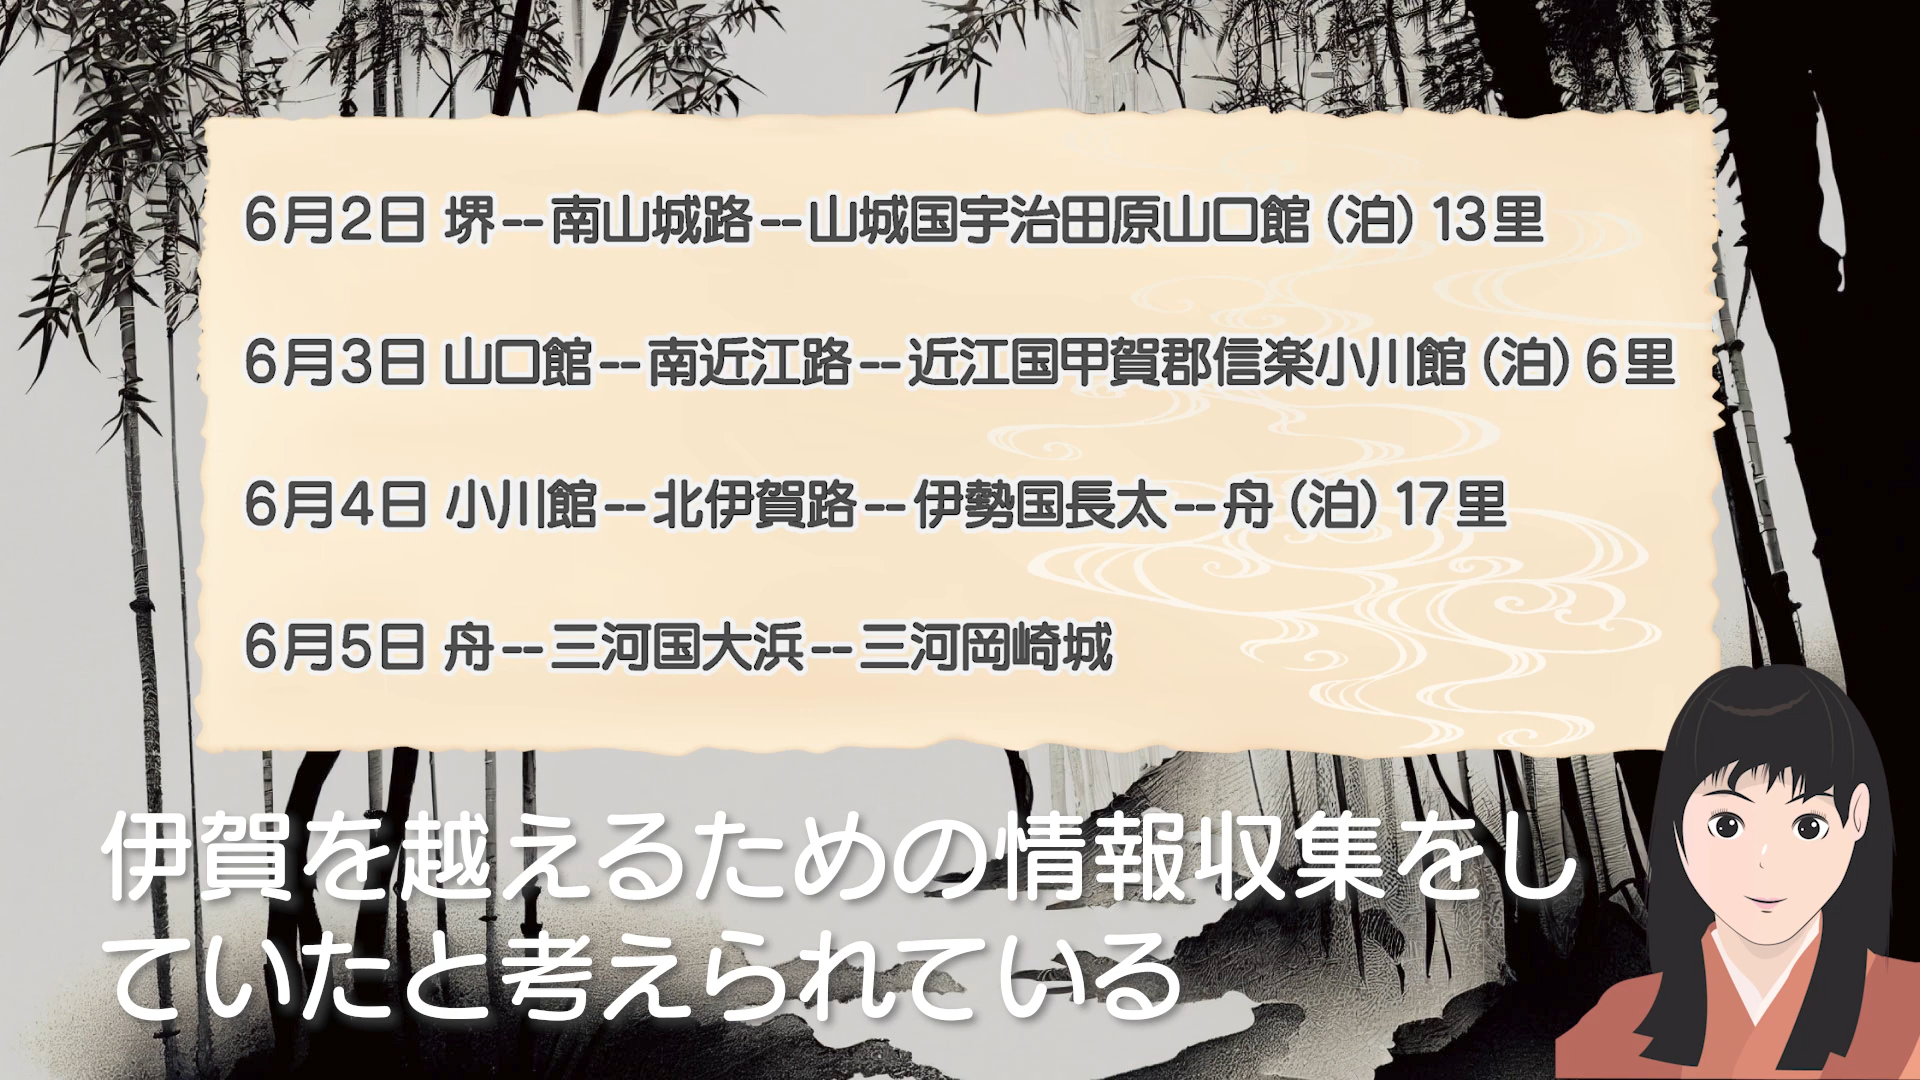 6月2日 堺--南山城路--山城国宇治田原山口館（泊）13里
6月3日 山口館--南近江路--近江国甲賀郡信楽小川館（泊）6里
6月4日 小川館--北伊賀路--伊勢国長太--舟（泊）17里
6月5日 舟--三河国大浜--三河岡崎城
伊賀を越えるための情報収集をし
ていたと考えられている